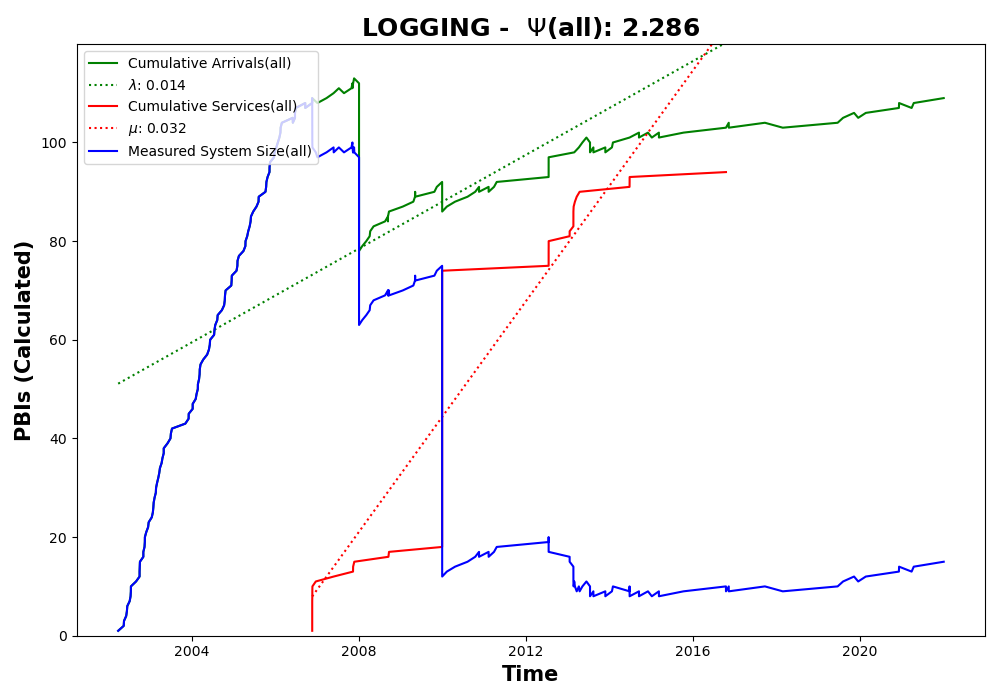 LOGGING - Ψ(all): 2.286
Cumulative Arrivals(all)
λ: 0.014
Cumulative Services(all)
μ: 0.032
Measured System Size(all)
PBIs (Calculated)
100
80
60
40
20
0
2004 2008 2012 2016 2020
Time